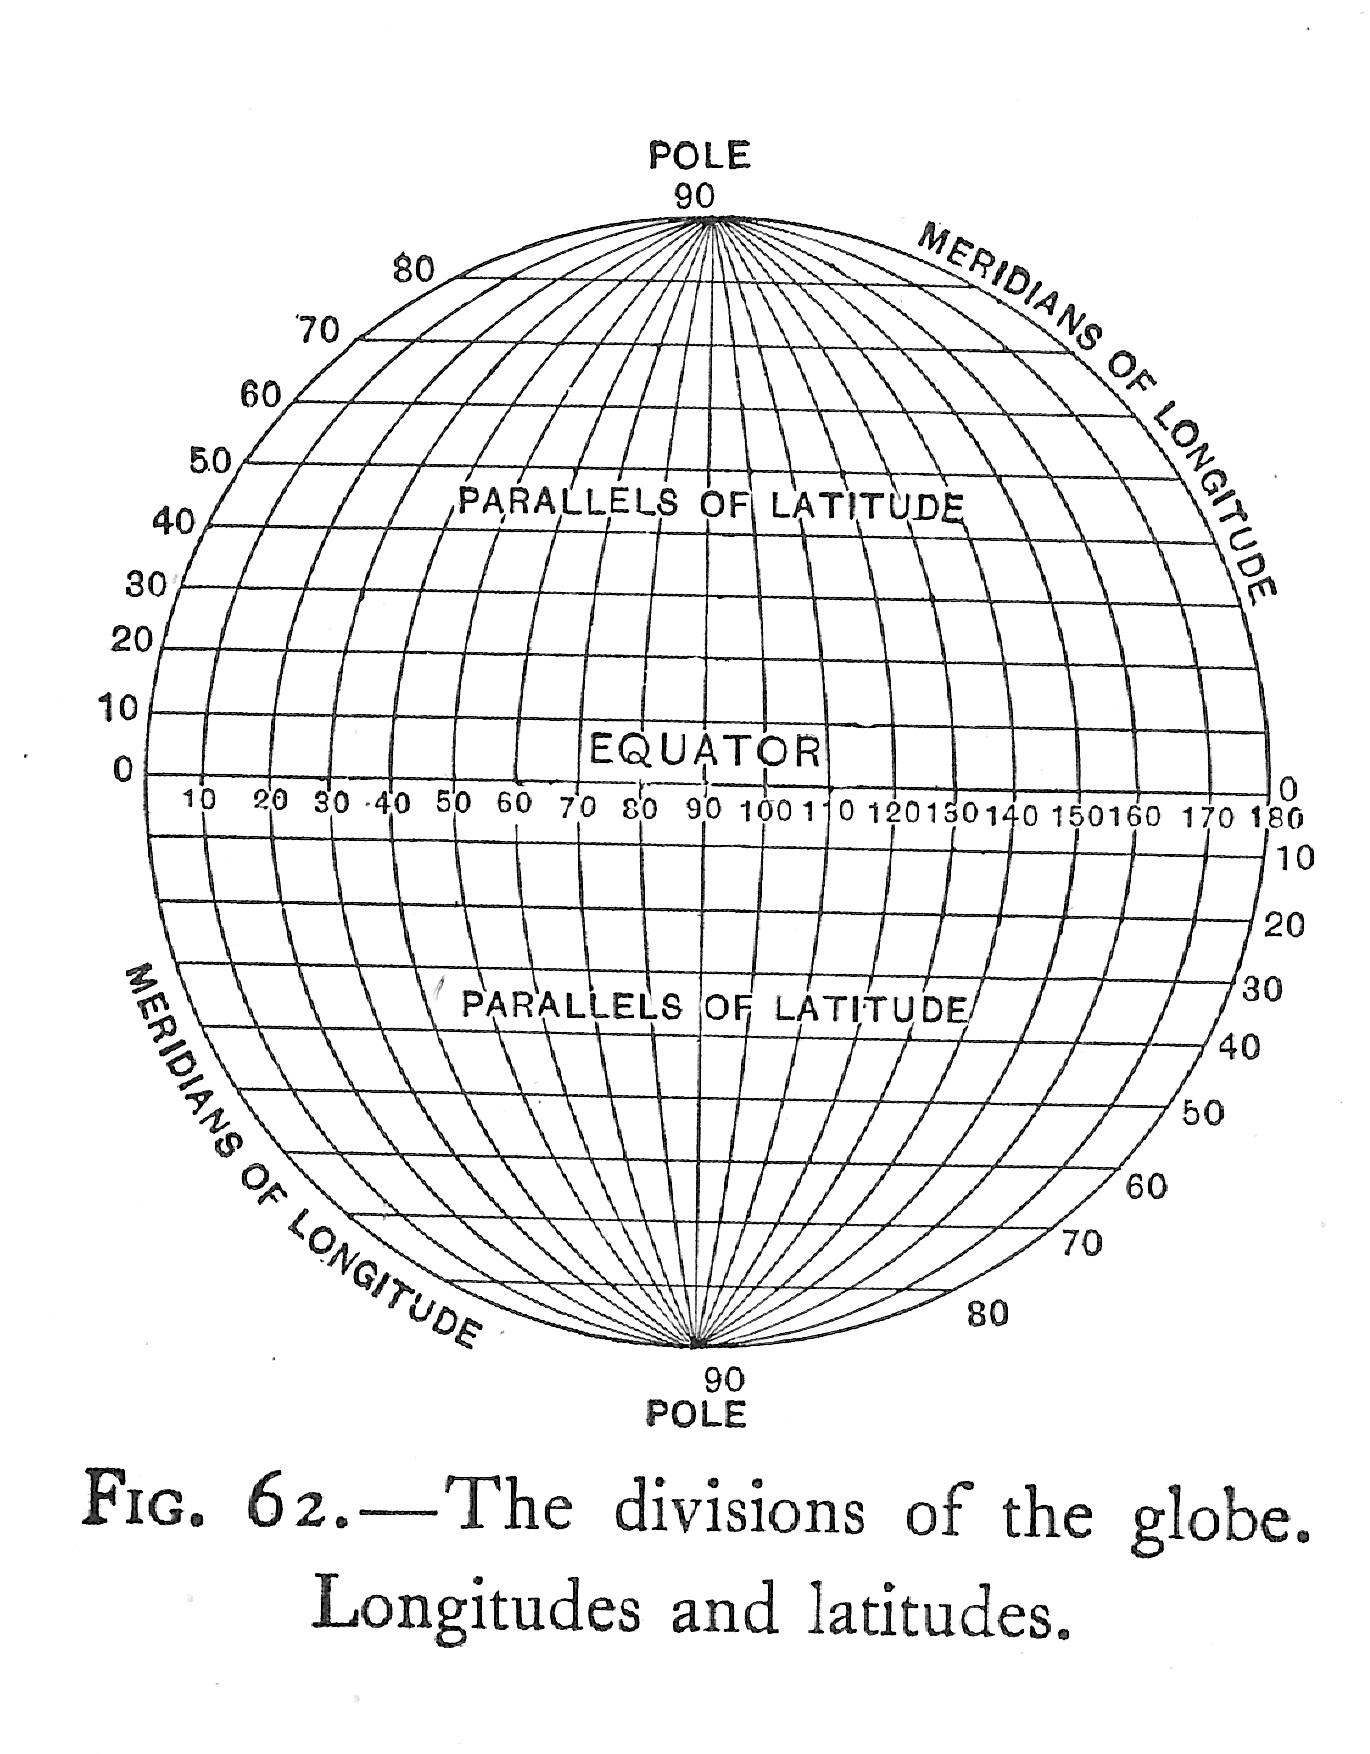 POLE
90
MERIDIANS OF LONGITUDE
80
70
60
50
PARALLELS OF LATITUDE
40
30
20
10
EQUATOR
0
0
10 20 30 40 50 60 70 80 90 100 110 120 130 140 150 160 170 180
10
20
30
MERIDIANS OF LONGITUDE
PARALLELS OF LATITUDE
40
50
60
70
80
90
POLE
FIG. 62.—The divisions of the globe.
Longitudes and latitudes.